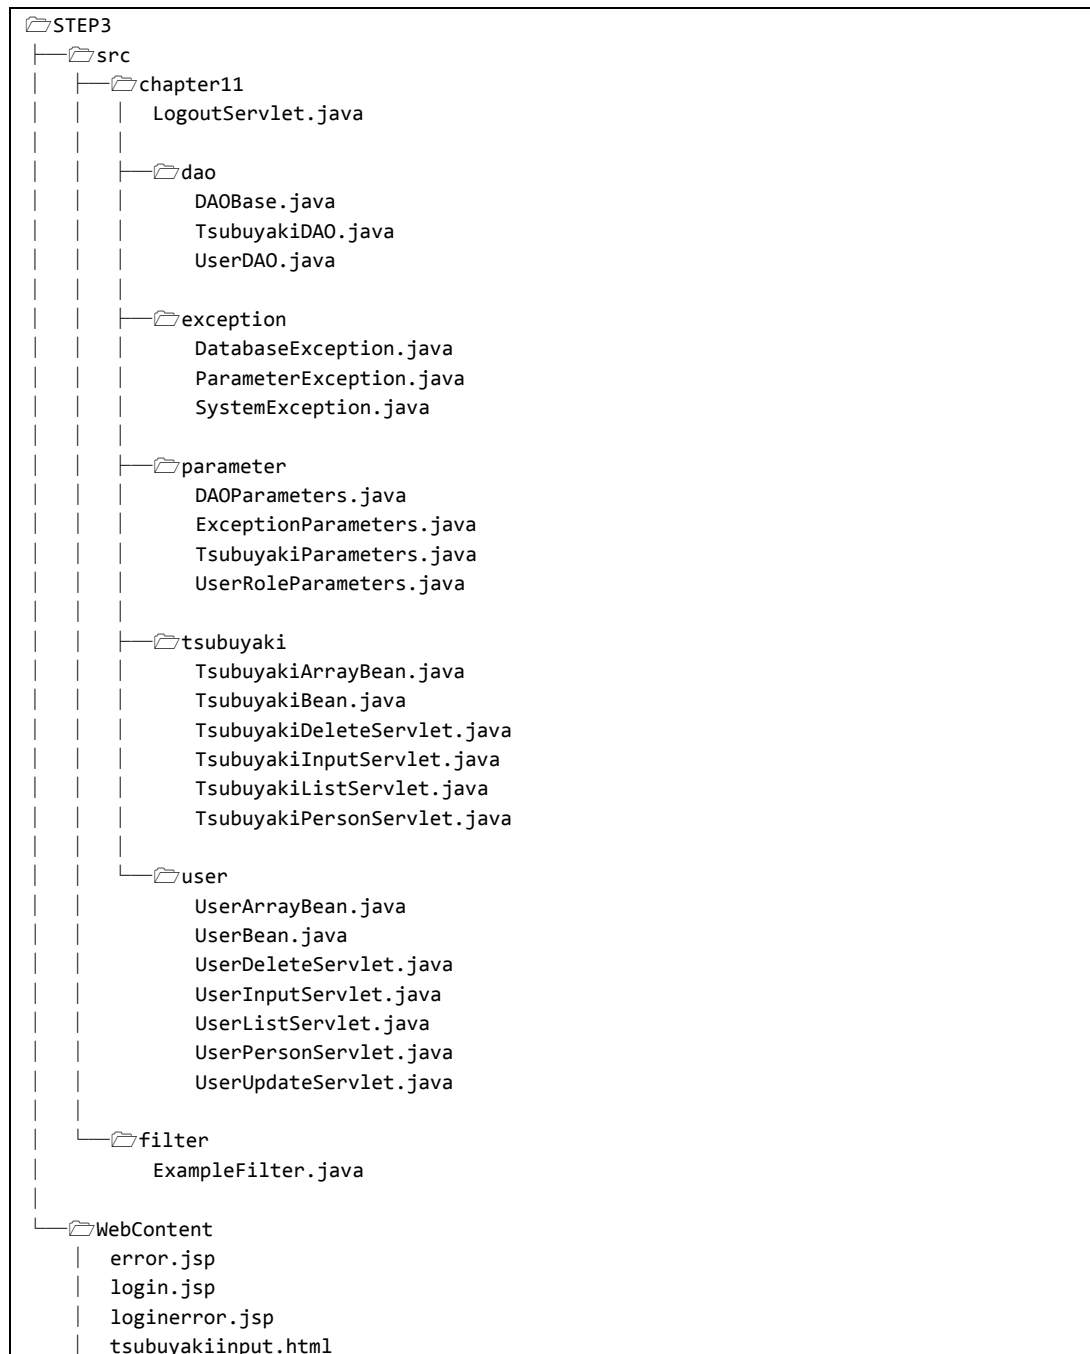 STEP3
src
chapter11
LogoutServlet.java
dao
DAOBase.java
TsubuyakiDAO.java
UserDAO.java
exception
DatabaseException.java
ParameterException.java
SystemException.java
parameter
DAOParameters.java
ExceptionParameters.java
TsubuyakiParameters.java
UserRoleParameters.java
tsubuyaki
TsubuyakiArrayBean.java
TsubuyakiBean.java
TsubuyakiDeleteServlet.java
TsubuyakiInputServlet.java
TsubuyakiListServlet.java
TsubuyakiPersonServlet.java
user
UserArrayBean.java
UserBean.java
UserDeleteServlet.java
UserInputServlet.java
UserListServlet.java
UserPersonServlet.java
UserUpdateServlet.java
filter
ExampleFilter.java
WebContent
error.jsp
login.jsp
loginerror.jsp
tsubuyakiinput.html